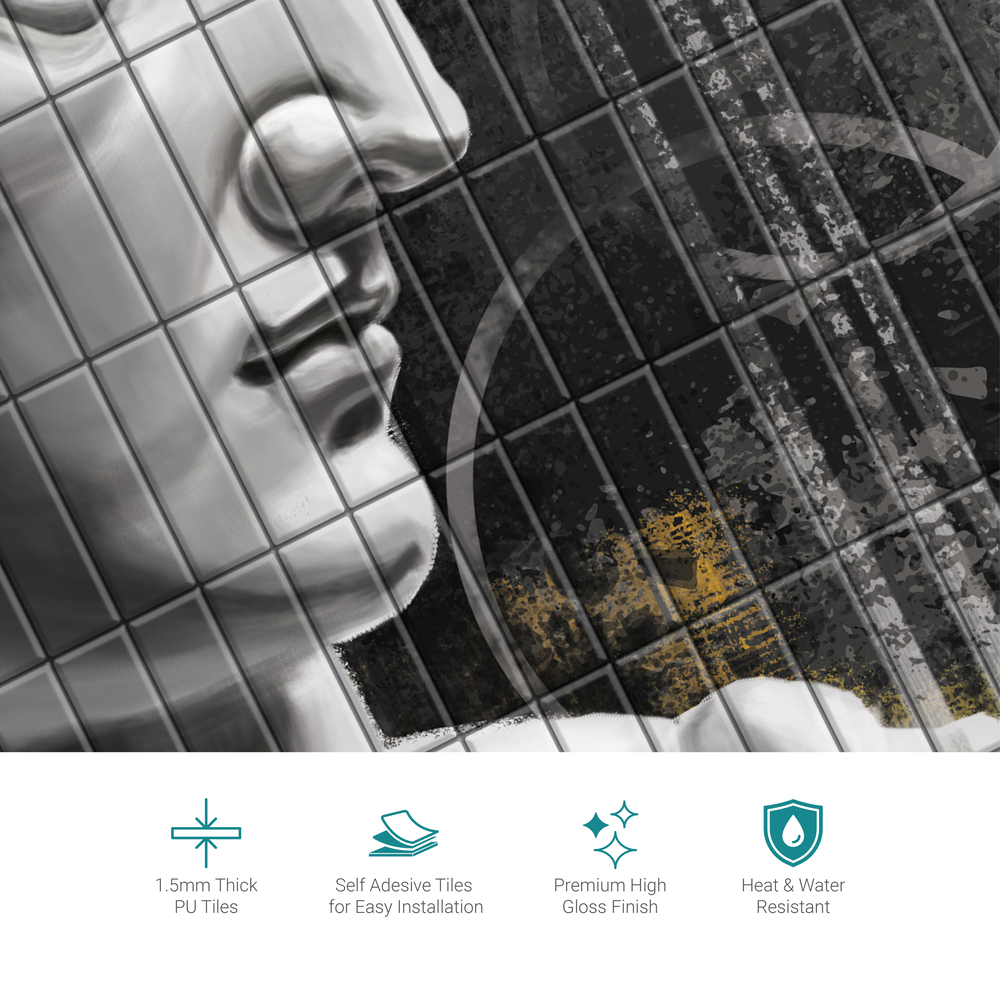 1.5mm Thick
PU Tiles
Self Adesive Tiles
for Easy Installation
Premium High
Gloss Finish
Heat & Water
Resistant